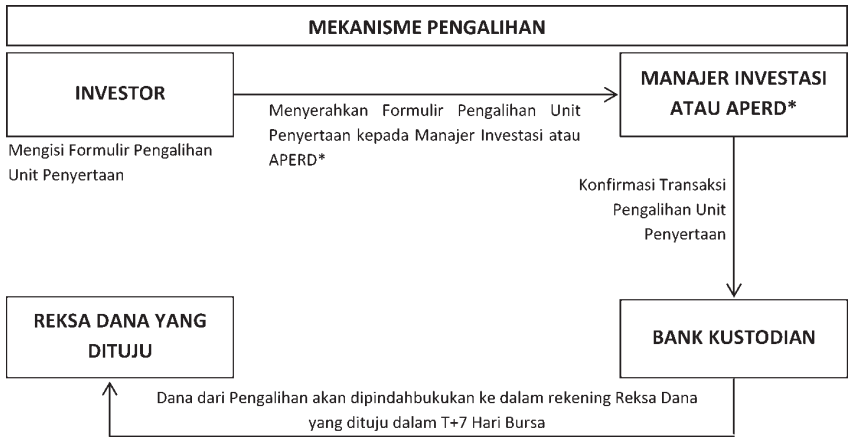 MEKANISME PENGALIHAN
INVESTOR
Mengisi Formulir Pengalihan
Unit Penyertaan
Menyerahkan Formulir Pengalihan Unit
Penyertaan kepada Manajer Investasi atau
APERD*
MANAJER INVESTASI
ATAU APERD*
Konfirmasi Transaksi
Pengalihan Unit
Penyertaan
BANK KUSTODIAN
REKSA DANA YANG
DITUJU
Dana dari Pengalihan akan dipindahbukukan ke dalam rekening Reksa Dana
yang dituju dalam T+7 Hari Bursa